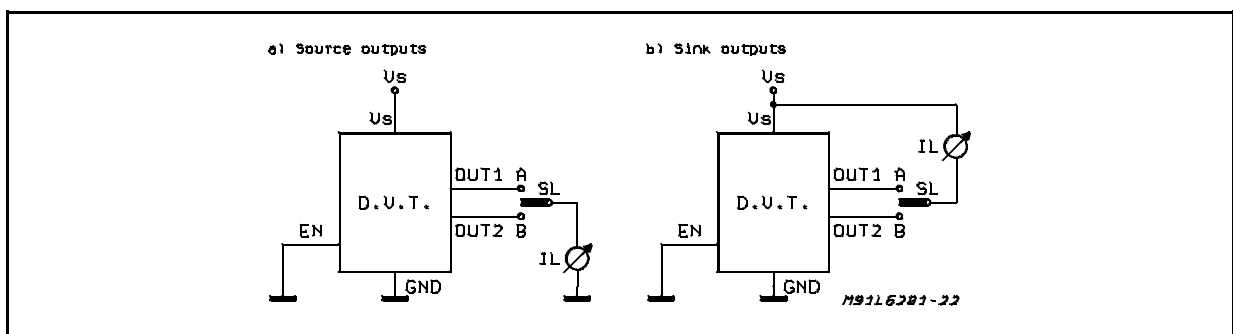 a) Source outputs
Vs
Vs
OUT1 A
SL
D.U.T.
EN
OUT2 B
IL
GND
b) Sink outputs
Vs
Vs
IL
OUT1 A
SL
D.U.T.
EN
OUT2 B
GND
M91L6201-22